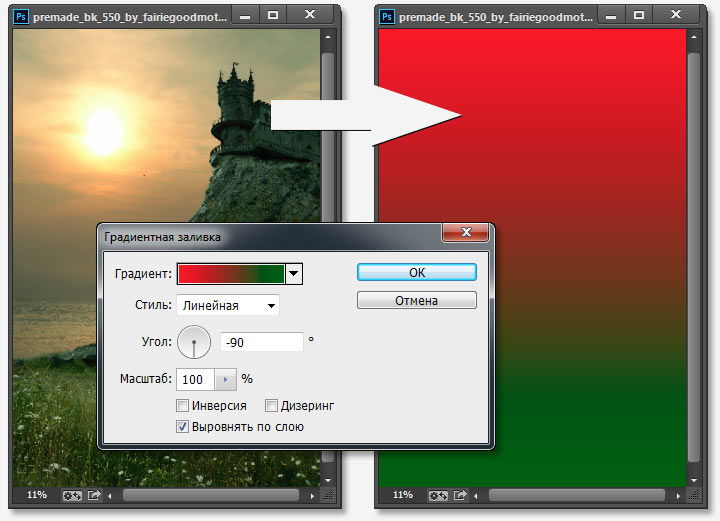 Ps premade_bk_550_by_fairiegoodmot...
Ps premade_bk_550_by_fairiegoodmot...
Градиентная заливка
Градиент:
OK
Стиль: Линейная
Отмена
Угол: -90 °
Масштаб: 100 %
Инверсия Дизеринг
Выровнять по слою
11%
11%